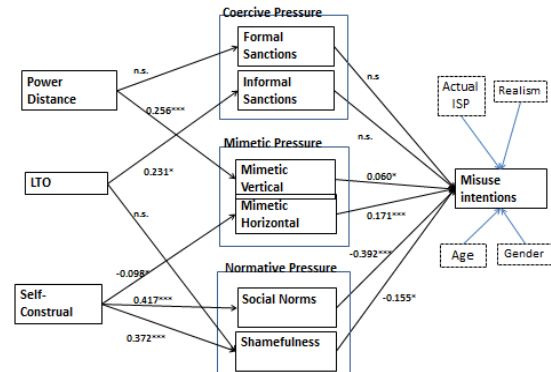 Coercive Pressure
Formal
Sanctions
n.s.
n.s
Actual
ISP
Realism
Power
Distance
Informal
Sanctions
0.256***
n.s.
Mimetic Pressure
0.231*
LTO
Mimetic
Vertical
0.060*
Misuse
intentions
Mimetic
Horizontal
0.171***
n.s.
-0.392***
Age
Gender
-0.098*
Normative Pressure
Self-
Construal
0.417***
Social Norms
-0.155*
0.372***
Shamefulness